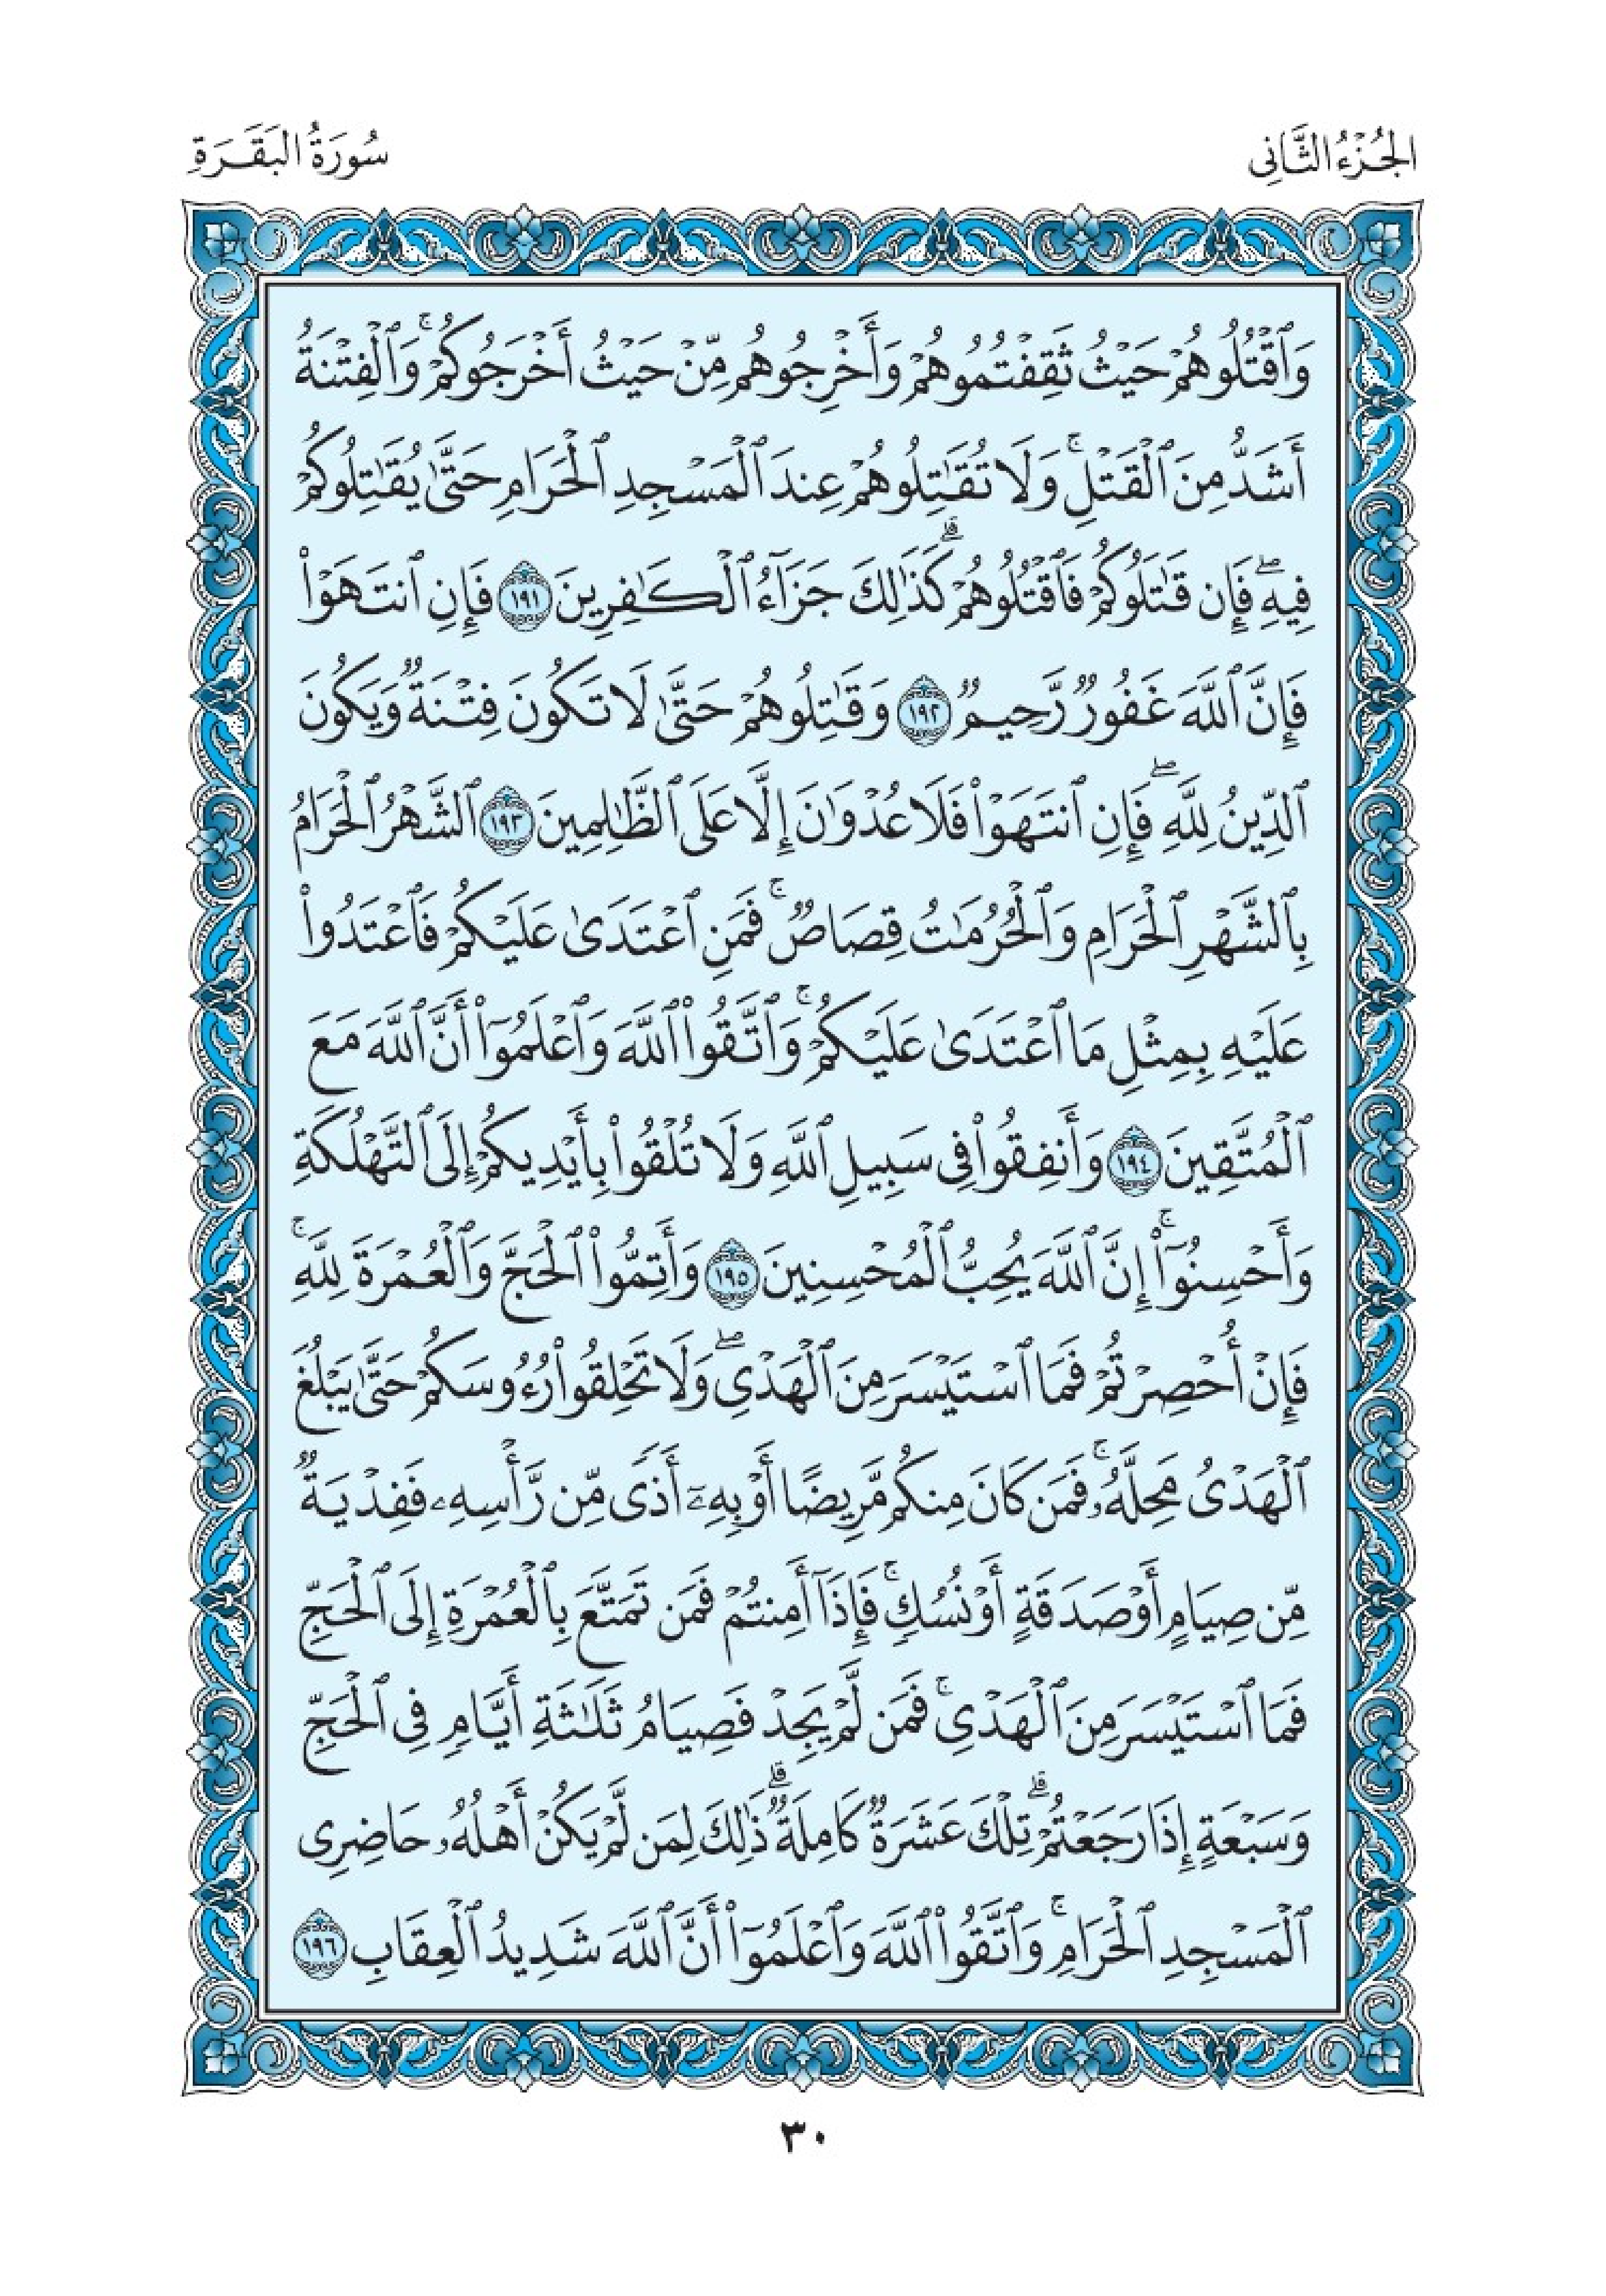 الجُزْءُ الثَّانِي
سُورَةُ البَقَرَةِ
وَٱقْتُلُوهُمْ حَيْثُ ثَقِفْتُمُوهُمْ وَأَخْرِجُوهُم مِّنْ حَيْثُ أَخْرَجُوكُمْ ۚ وَٱلْفِتْنَةُ
أَشَدُّ مِنَ ٱلْقَتْلِ ۚ وَلَا تُقَٰتِلُوهُمْ عِندَ ٱلْمَسْجِدِ ٱلْحَرَامِ حَتَّىٰ يُقَٰتِلُوكُمْ
فِيهِ ۖ فَإِن قَٰتَلُوكُمْ فَٱقْتُلُوهُمْ ۗ كَذَٰلِكَ جَزَآءُ ٱلْكَٰفِرِينَ ١٩١ فَإِنِ ٱنتَهَوْا۟
فَإِنَّ ٱللَّهَ غَفُورٌ رَّحِيمٌ ١٩٢ وَقَٰتِلُوهُمْ حَتَّىٰ لَا تَكُونَ فِتْنَةٌ وَيَكُونَ
ٱلدِّينُ لِلَّهِ ۖ فَإِنِ ٱنتَهَوْا۟ فَلَا عُدْوَٰنَ إِلَّا عَلَى ٱلظَّٰلِمِينَ ١٩٣ ٱلشَّهْرُ ٱلْحَرَامُ
بِٱلشَّهْرِ ٱلْحَرَامِ وَٱلْحُرُمَٰتُ قِصَاصٌ ۚ فَمَنِ ٱعْتَدَىٰ عَلَيْكُمْ فَٱعْتَدُوا۟
عَلَيْهِ بِمِثْلِ مَا ٱعْتَدَىٰ عَلَيْكُمْ ۚ وَٱتَّقُوا۟ ٱللَّهَ وَٱعْلَمُوٓا۟ أَنَّ ٱللَّهَ مَعَ
ٱلْمُتَّقِينَ ١٩٤ وَأَنفِقُوا۟ فِى سَبِيلِ ٱللَّهِ وَلَا تُلْقُوا۟ بِأَيْدِيكُمْ إِلَى ٱلتَّهْلُكَةِ
وَأَحْسِنُوٓا۟ ۚ إِنَّ ٱللَّهَ يُحِبُّ ٱلْمُحْسِنِينَ ١٩٥ وَأَتِمُّوا۟ ٱلْحَجَّ وَٱلْعُمْرَةَ لِلَّهِ ۚ
فَإِنْ أُحْصِرْتُمْ فَمَا ٱسْتَيْسَرَ مِنَ ٱلْهَدْىِ ۖ وَلَا تَحْلِقُوا۟ رُءُوسَكُمْ حَتَّىٰ يَبْلُغَ
ٱلْهَدْىُ مَحِلَّهُۥ ۚ فَمَن كَانَ مِنكُم مَّرِيضًا أَوْ بِهِۦٓ أَذًى مِّن رَّأْسِهِۦ فَفِدْيَةٌ
مِّن صِيَامٍ أَوْ صَدَقَةٍ أَوْ نُسُكٍ ۚ فَإِذَآ أَمِنتُمْ فَمَن تَمَتَّعَ بِٱلْعُمْرَةِ إِلَى ٱلْحَجِّ
فَمَا ٱسْتَيْسَرَ مِنَ ٱلْهَدْىِ ۚ فَمَن لَّمْ يَجِدْ فَصِيَامُ ثَلَٰثَةِ أَيَّامٍ فِى ٱلْحَجِّ
وَسَبْعَةٍ إِذَا رَجَعْتُمْ ۗ تِلْكَ عَشَرَةٌ كَامِلَةٌ ۗ ذَٰلِكَ لِمَن لَّمْ يَكُنْ أَهْلُهُۥ حَاضِرِى
ٱلْمَسْجِدِ ٱلْحَرَامِ ۚ وَٱتَّقُوا۟ ٱللَّهَ وَٱعْلَمُوٓا۟ أَنَّ ٱللَّهَ شَدِيدُ ٱلْعِقَابِ ١٩٦
٣٠